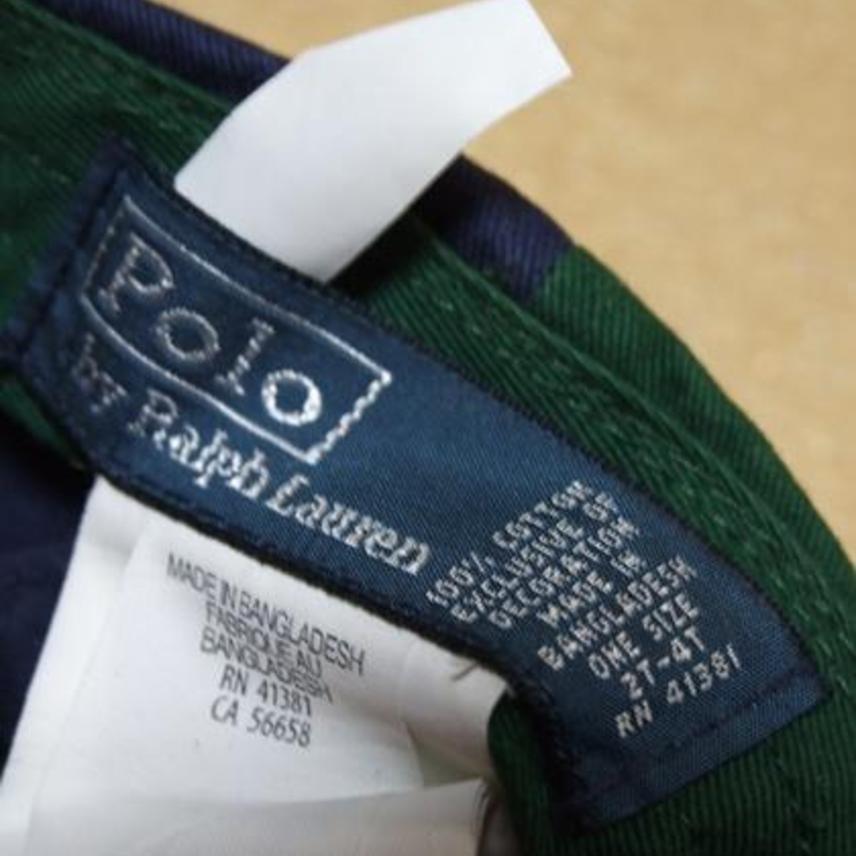 Polo
by Ralph Lauren
100% COTTON
EXCLUSIVE OF
DECORATION
MADE IN
BANGLADESH
ONE SIZE
2T-4T
RN 41381
MADE IN BANGLADESH
FABRIQUE AU
BANGLADESH
RN 41381
CA 56658